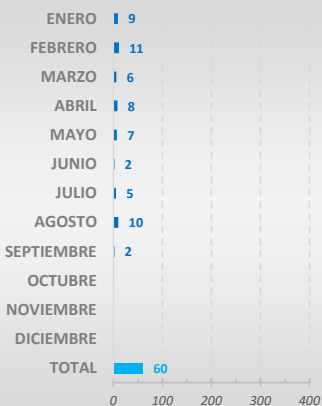 ENERO 9
FEBRERO 11
MARZO 6
ABRIL 8
MAYO 7
JUNIO 2
JULIO 5
AGOSTO 10
SEPTIEMBRE 2
OCTUBRE
NOVIEMBRE
DICIEMBRE
TOTAL 60
0 100 200 300 400